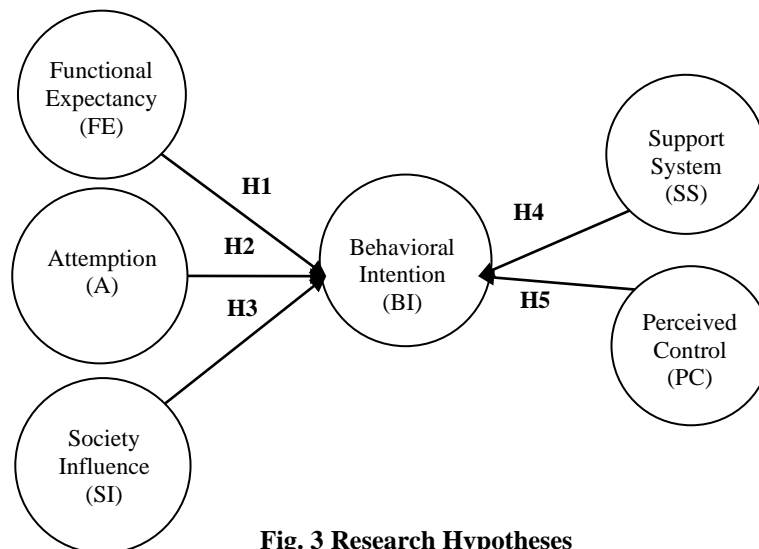 Functional
Expectancy
(FE)
H1
Attemption
(A)
H2
H3
Society
Influence
(SI)
Behavioral
Intention
(BI)
H4
H5
Support
System
(SS)
Perceived
Control
(PC)
Fig. 3 Research Hypotheses